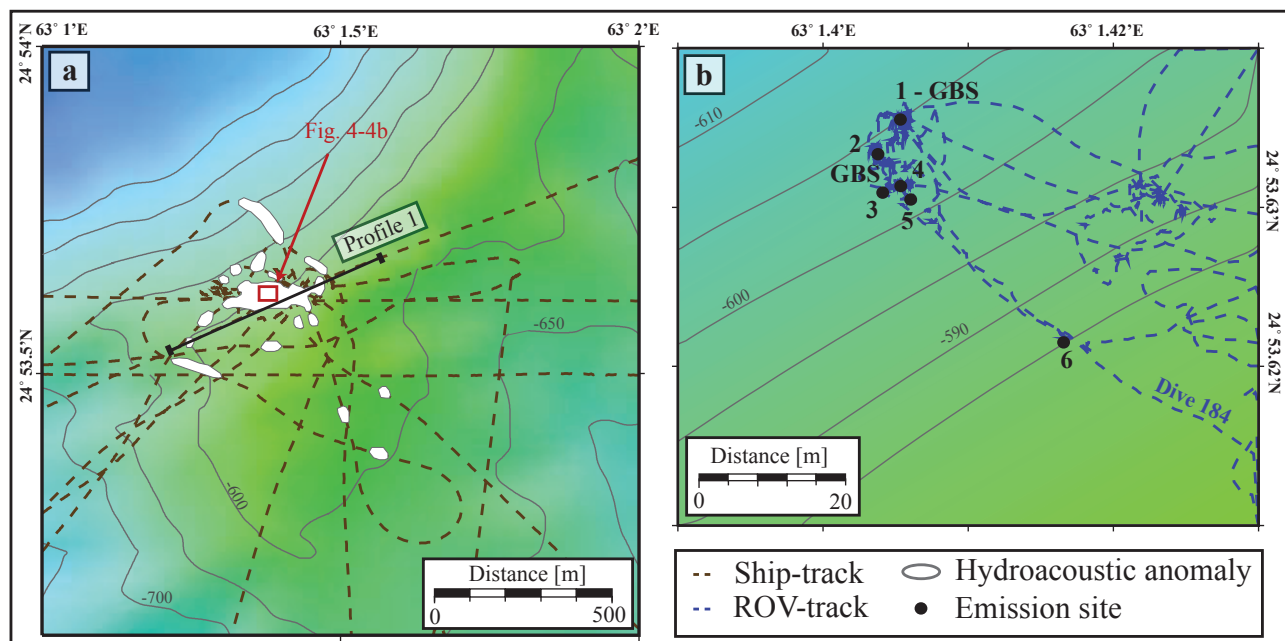 63° 1'E
63° 1.5'E
63° 2'E
24° 54'N
a
Fig. 4-4b
Profile 1
-650
24° 53.5'N
-600
-700
Distance [m]
0
500
63° 1.4'E
63° 1.42'E
b
1 - GBS
-610
2
GBS
4
3
5
24° 53.63'N
-600
-590
6
24° 53.62'N
Dive 184
Distance [m]
0
20
Ship-track
Hydroacoustic anomaly
ROV-track
Emission site